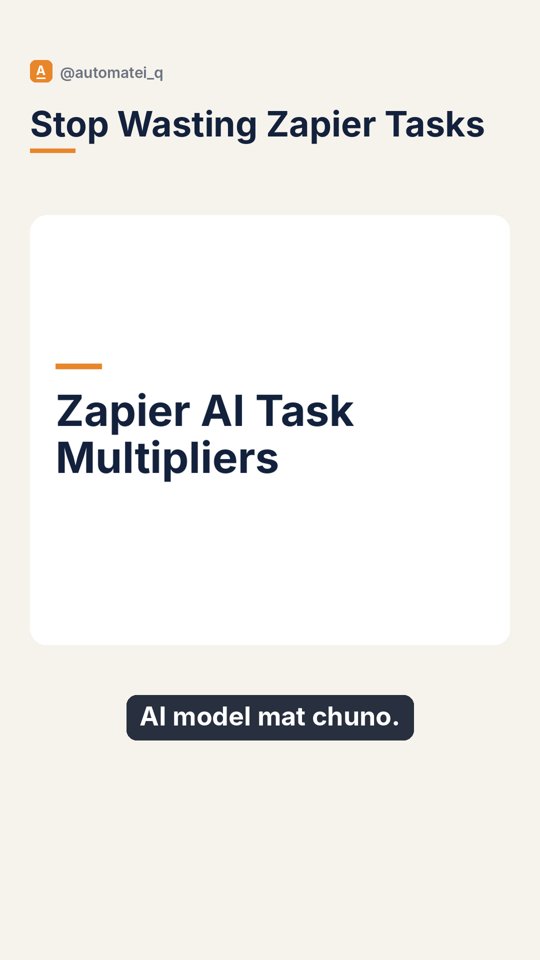 A
@automatei_q
Stop Wasting Zapier Tasks
Zapier AI Task
Multipliers
AI model mat chuno.